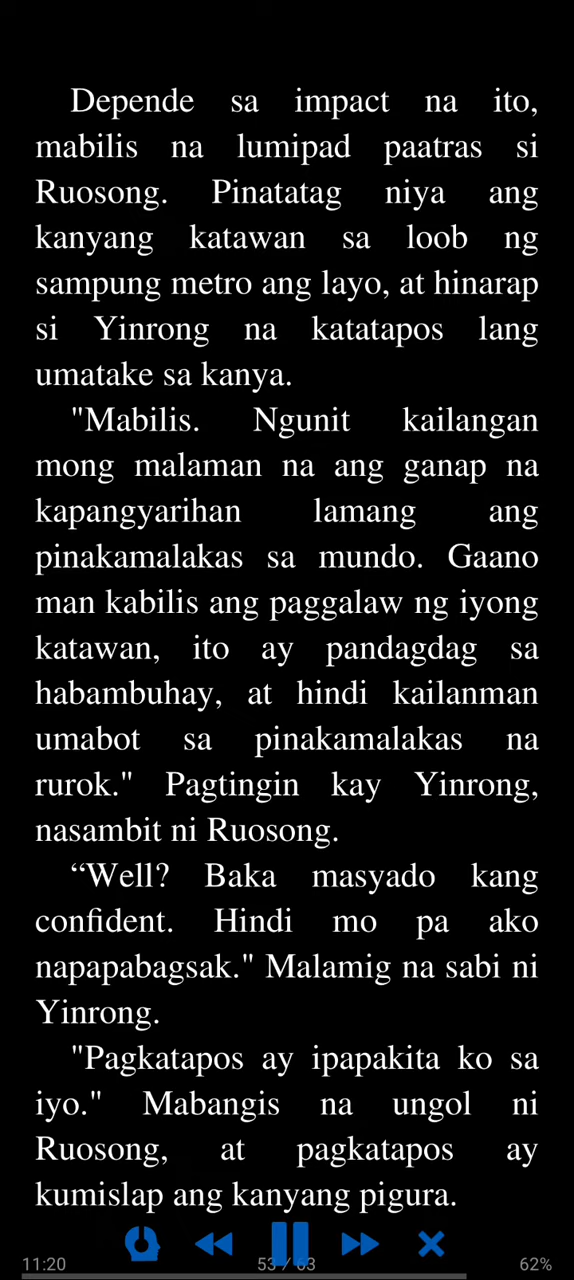 Depende sa impact na ito,
mabilis na lumipad paatras si
Ruosong. Pinatatag niya ang
kanyang katawan sa loob ng
sampung metro ang layo, at hinarap
si Yinrong na katatapos lang
umatake sa kanya.
"Mabilis. Ngunit kailangan
mong malaman na ang ganap na
kapangyarihan lamang ang
pinakamalakas sa mundo. Gaano
man kabilis ang paggalaw ng iyong
katawan, ito ay pandagdag sa
habambuhay, at hindi kailanman
umabot sa pinakamalakas na
rurok." Pagtingin kay Yinrong,
nasambit ni Ruosong.
“Well? Baka masyado kang
confident. Hindi mo pa ako
napapabagsak." Malamig na sabi ni
Yinrong.
"Pagkatapos ay ipapakita ko sa
iyo." Mabangis na ungol ni
Ruosong, at pagkatapos ay
kumislap ang kanyang pigura.
11:20 53 / 63 62%